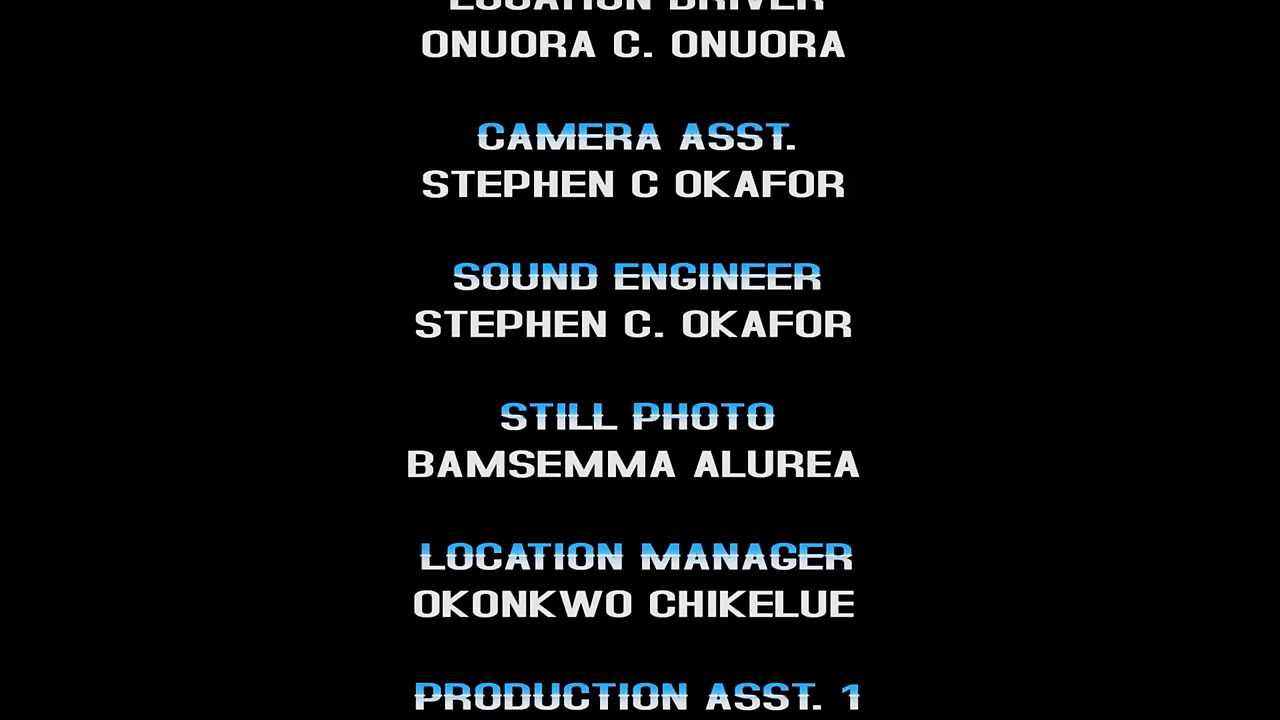 LOCATION DRIVER
ONUORA C. ONUORA
CAMERA ASST.
STEPHEN C OKAFOR
SOUND ENGINEER
STEPHEN C. OKAFOR
STILL PHOTO
BAMSEMMA ALUREA
LOCATION MANAGER
OKONKWO CHIKELUE
PRODUCTION ASST. 1